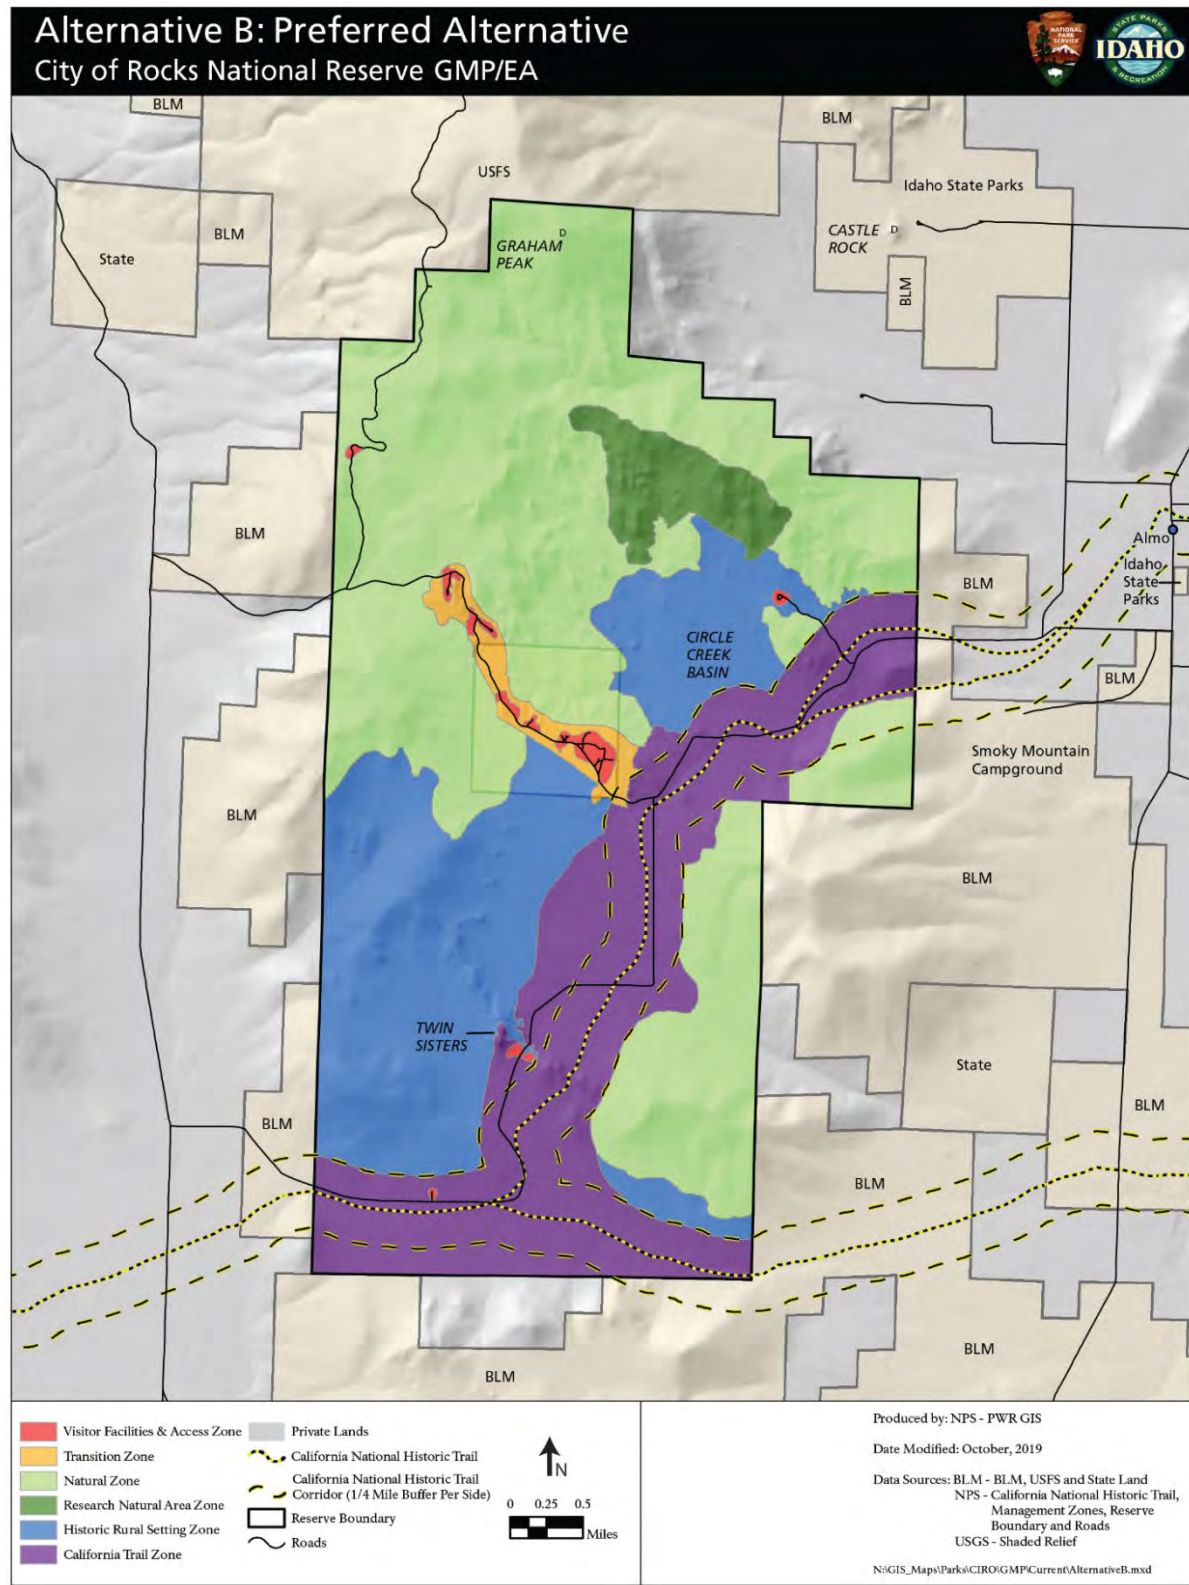 Alternative B: Preferred Alternative
City of Rocks National Reserve GMP/EA
NATIONAL
PARK
SERVICE
STATE PARKS
IDAHO
& RECREATION
BLM
BLM
USFS
Idaho State Parks
BLM
State
GRAHAM
PEAK
D
CASTLE
ROCK
D
BLM
BLM
Almo
Idaho
State
Parks
BLM
CIRCLE
CREEK
BASIN
BLM
Smoky Mountain
Campground
BLM
BLM
TWIN
SISTERS
State
BLM
BLM
BLM
BLM
BLM
Visitor Facilities & Access Zone
Transition Zone
Natural Zone
Research Natural Area Zone
Historic Rural Setting Zone
California Trail Zone
Private Lands
California National Historic Trail
California National Historic Trail
Corridor (1/4 Mile Buffer Per Side)
Reserve Boundary
Roads
N
0 0.25 0.5
Miles
Produced by: NPS - PWR GIS
Date Modified: October, 2019
Data Sources: BLM - BLM, USFS and State Land
NPS - California National Historic Trail,
Management Zones, Reserve
Boundary and Roads
USGS - Shaded Relief
N:\GIS_Maps\Parks\CIRO\GMP\Current\AlternativeB.mxd